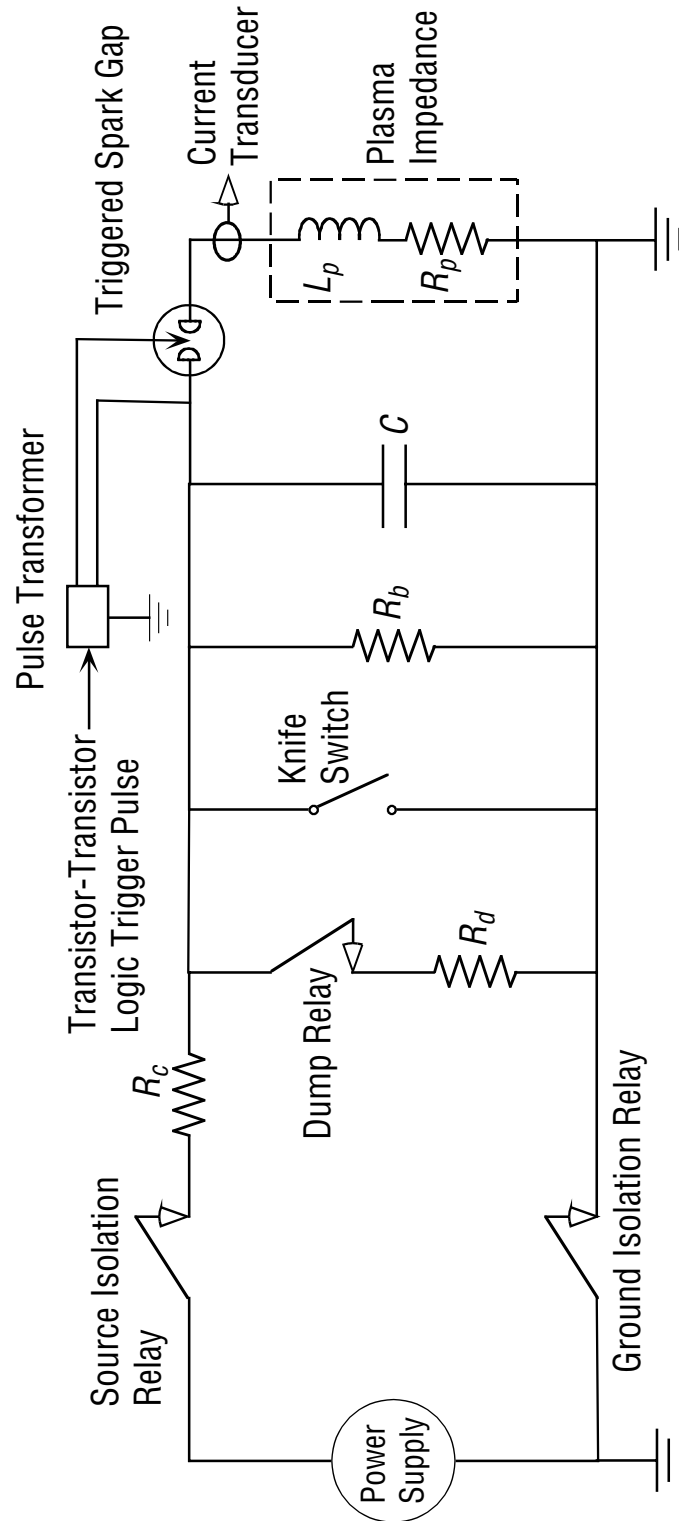 Pulse Transformer
Triggered Spark Gap
Transistor-Transistor
Logic Trigger Pulse
Current
Transducer
Source Isolation
Relay
R_c
Knife
Switch
Plasma
Impedance
L_p
R_p
Power
Supply
Dump Relay
R_d
R_b
C
Ground Isolation Relay